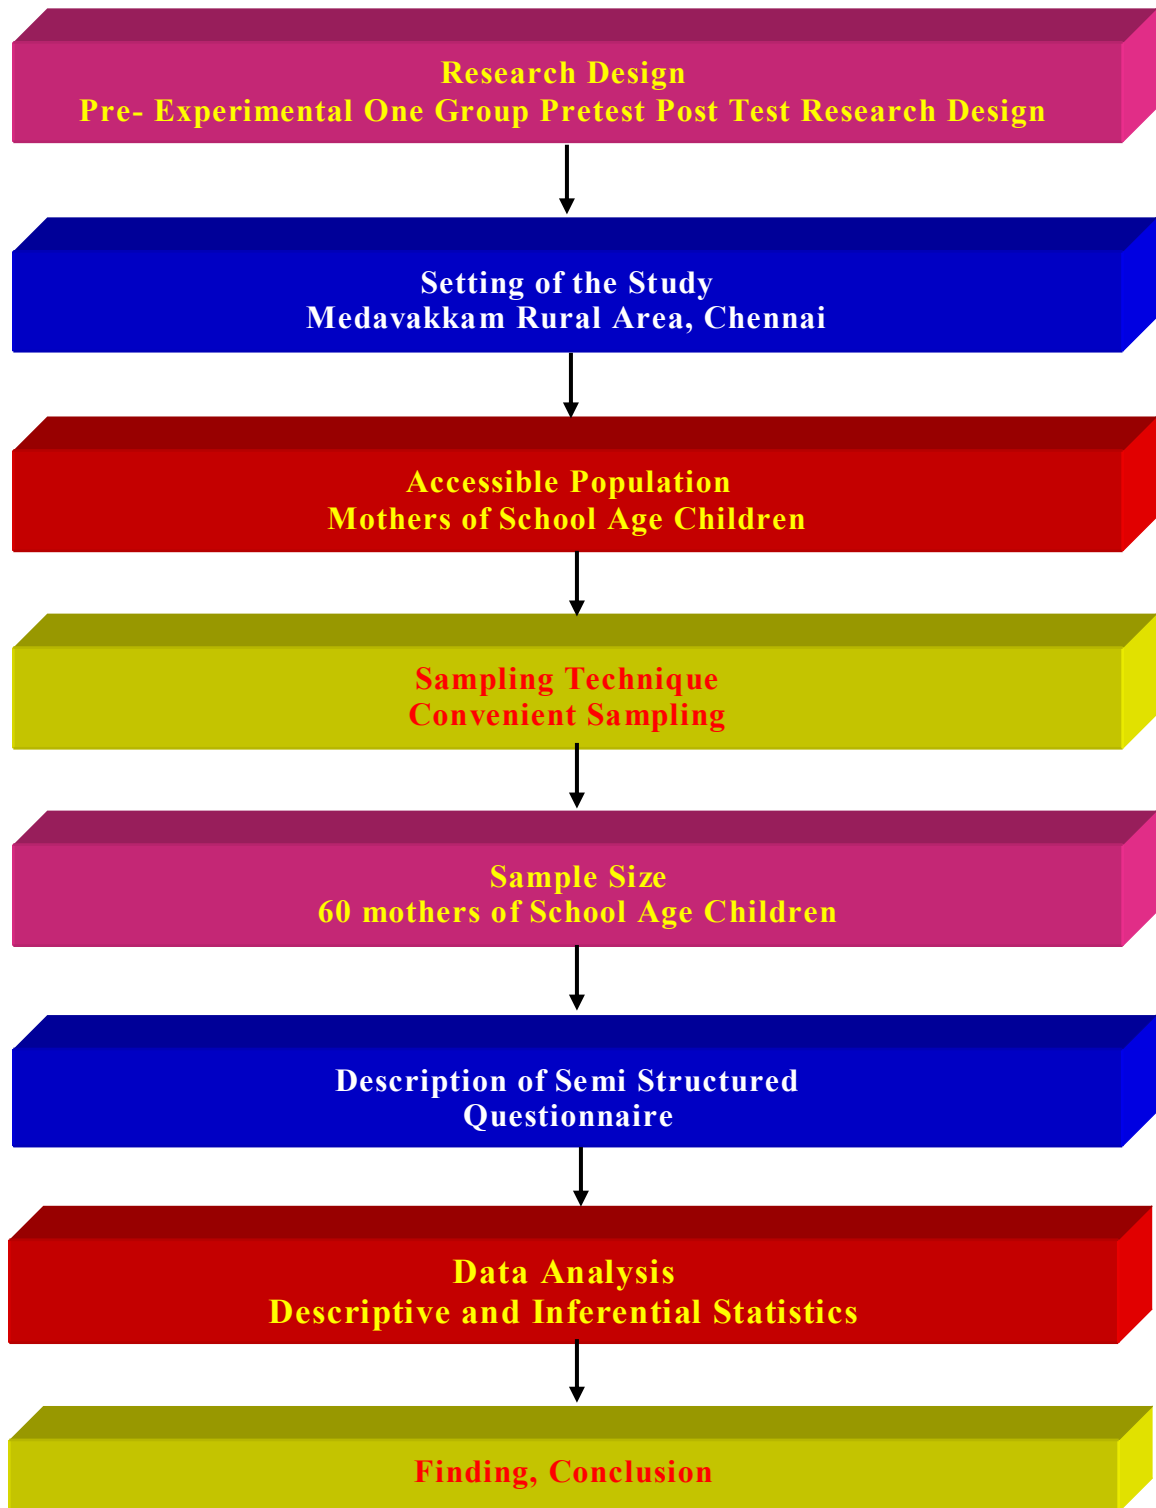 Research Design
Pre- Experimental One Group Pretest Post Test Research Design
Setting of the Study
Medavakkam Rural Area, Chennai
Accessible Population
Mothers of School Age Children
Sampling Technique
Convenient Sampling
Sample Size
60 mothers of School Age Children
Description of Semi Structured
Questionnaire
Data Analysis
Descriptive and Inferential Statistics
Finding, Conclusion